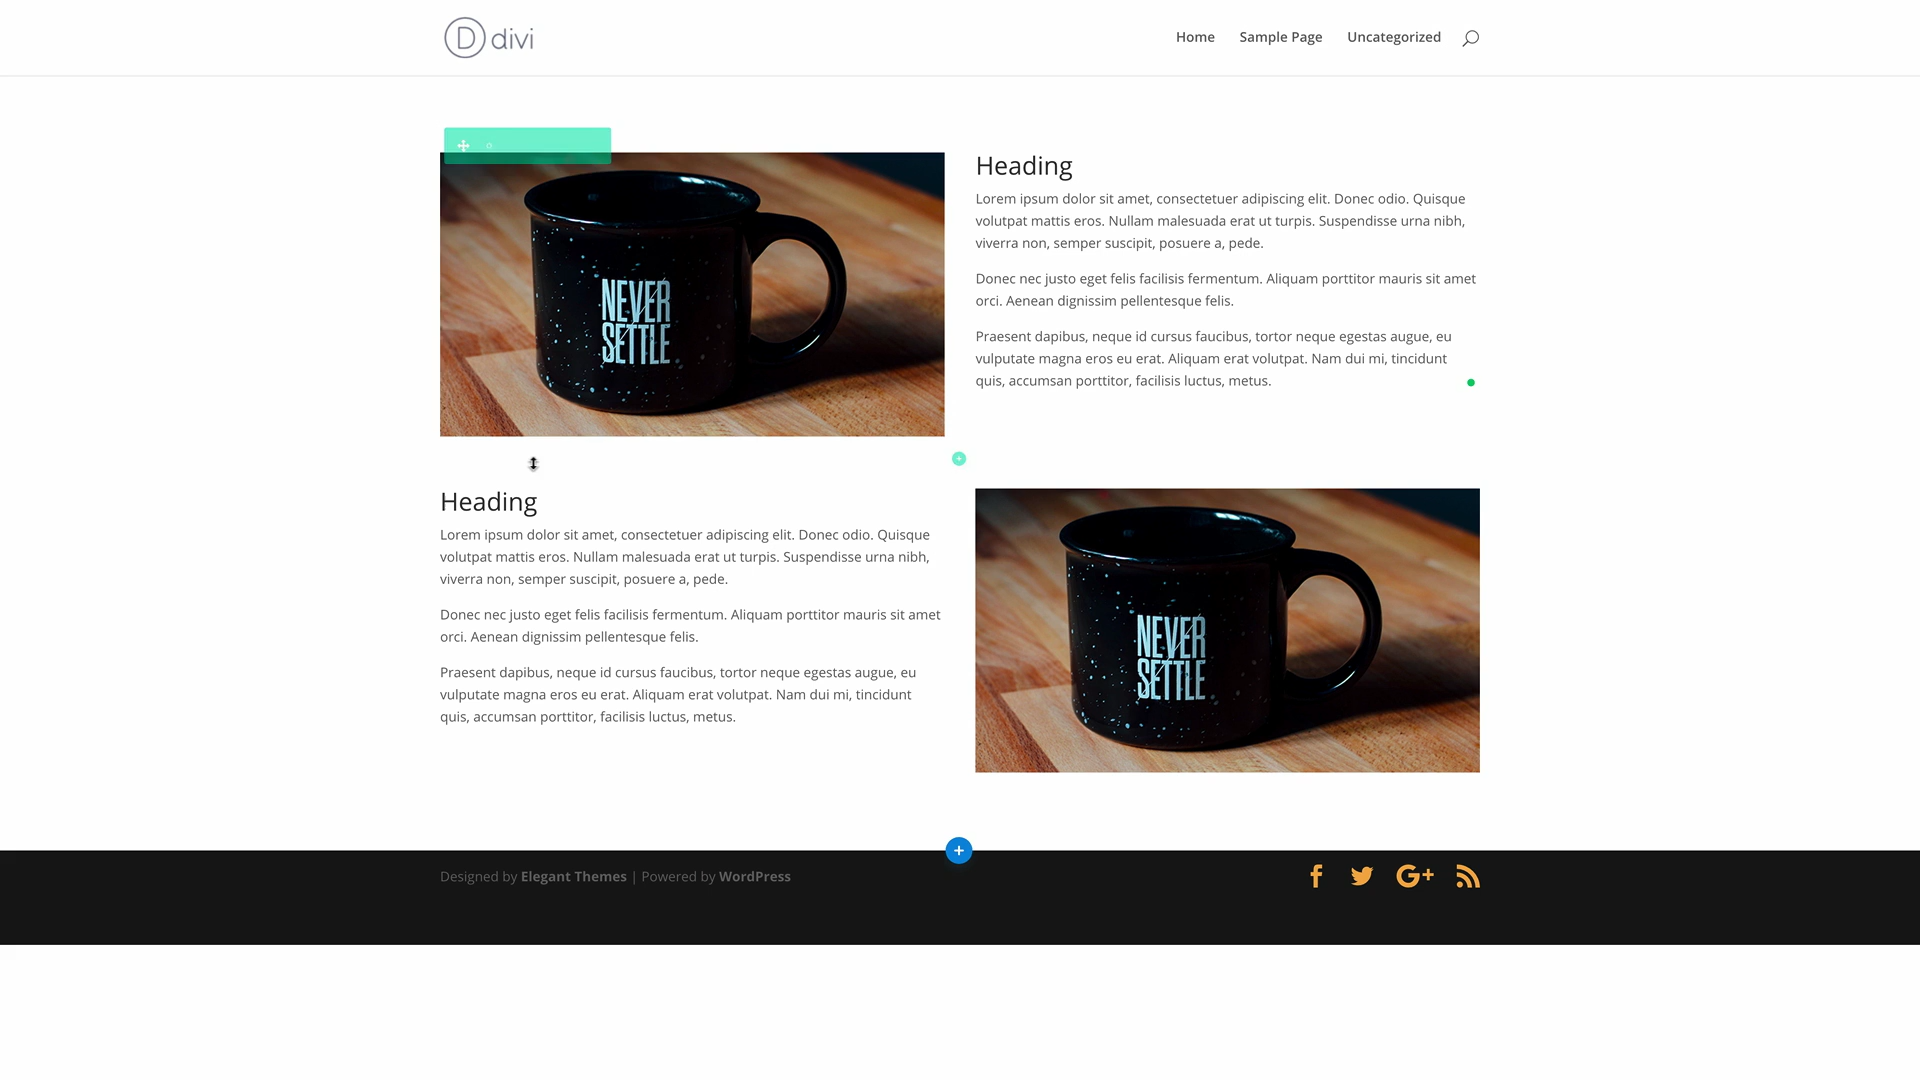 divi
Home
Sample Page
Uncategorized
NEVER
SETTLE
Heading
Lorem ipsum dolor sit amet, consectetuer adipiscing elit. Donec odio. Quisque
volutpat mattis eros. Nullam malesuada erat ut turpis. Suspendisse urna nibh,
viverra non, semper suscipit, posuere a, pede.
Donec nec justo eget felis facilisis fermentum. Aliquam porttitor mauris sit amet
orci. Aenean dignissim pellentesque felis.
Praesent dapibus, neque id cursus faucibus, tortor neque egestas augue, eu
vulputate magna eros eu erat. Aliquam erat volutpat. Nam dui mi, tincidunt
quis, accumsan porttitor, facilisis luctus, metus.
Heading
Lorem ipsum dolor sit amet, consectetuer adipiscing elit. Donec odio. Quisque
volutpat mattis eros. Nullam malesuada erat ut turpis. Suspendisse urna nibh,
viverra non, semper suscipit, posuere a, pede.
Donec nec justo eget felis facilisis fermentum. Aliquam porttitor mauris sit amet
orci. Aenean dignissim pellentesque felis.
Praesent dapibus, neque id cursus faucibus, tortor neque egestas augue, eu
vulputate magna eros eu erat. Aliquam erat volutpat. Nam dui mi, tincidunt
quis, accumsan porttitor, facilisis luctus, metus.
NEVER
SETTLE
Designed by Elegant Themes | Powered by WordPress